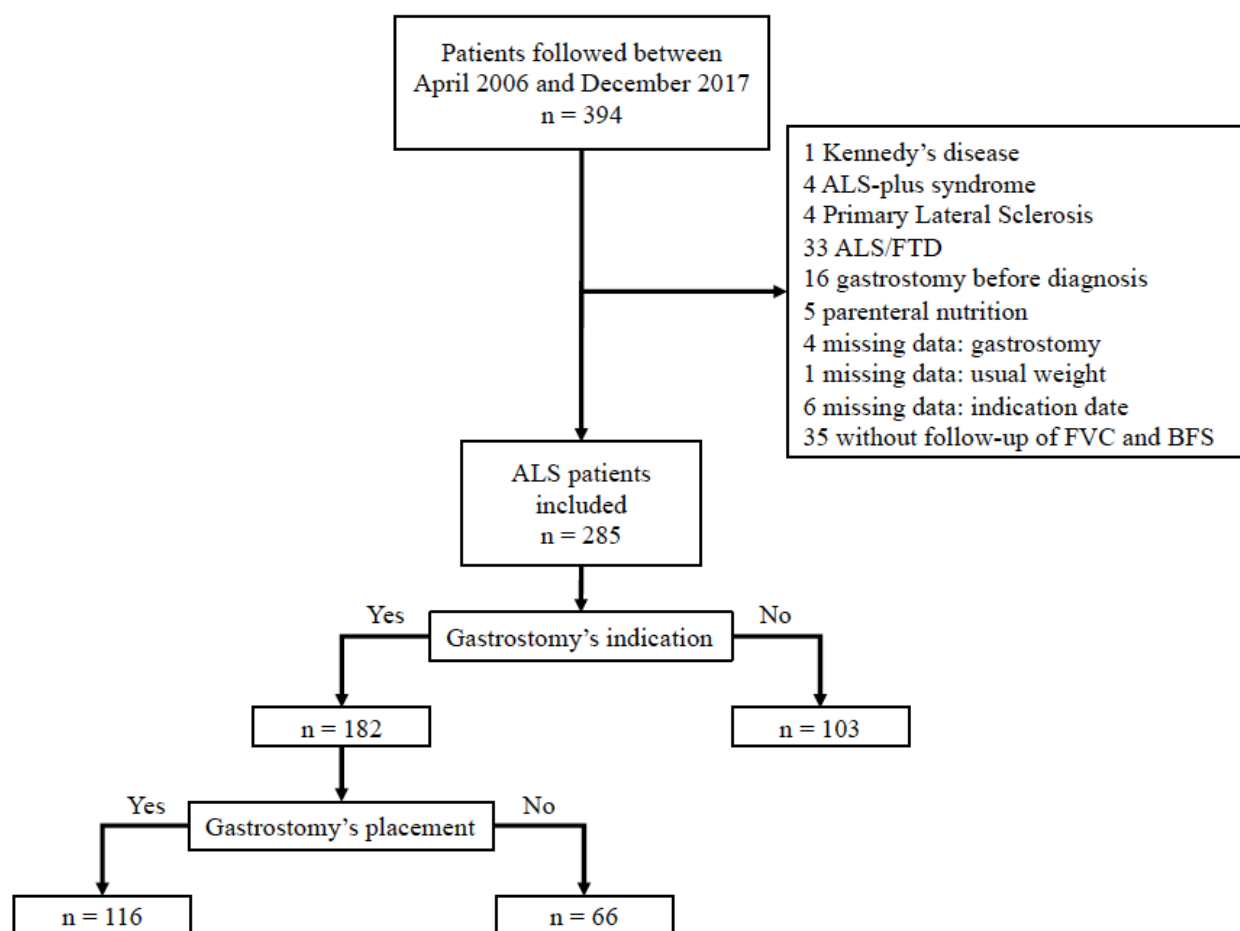 Patients followed between
April 2006 and December 2017
n = 394
1 Kennedy’s disease
4 ALS-plus syndrome
4 Primary Lateral Sclerosis
33 ALS/FTD
16 gastrostomy before diagnosis
5 parenteral nutrition
4 missing data: gastrostomy
1 missing data: usual weight
6 missing data: indication date
35 without follow-up of FVC and BFS
ALS patients
included
n = 285
Yes
No
Gastrostomy’s indication
n = 182
n = 103
Yes
No
Gastrostomy’s placement
n = 116
n = 66